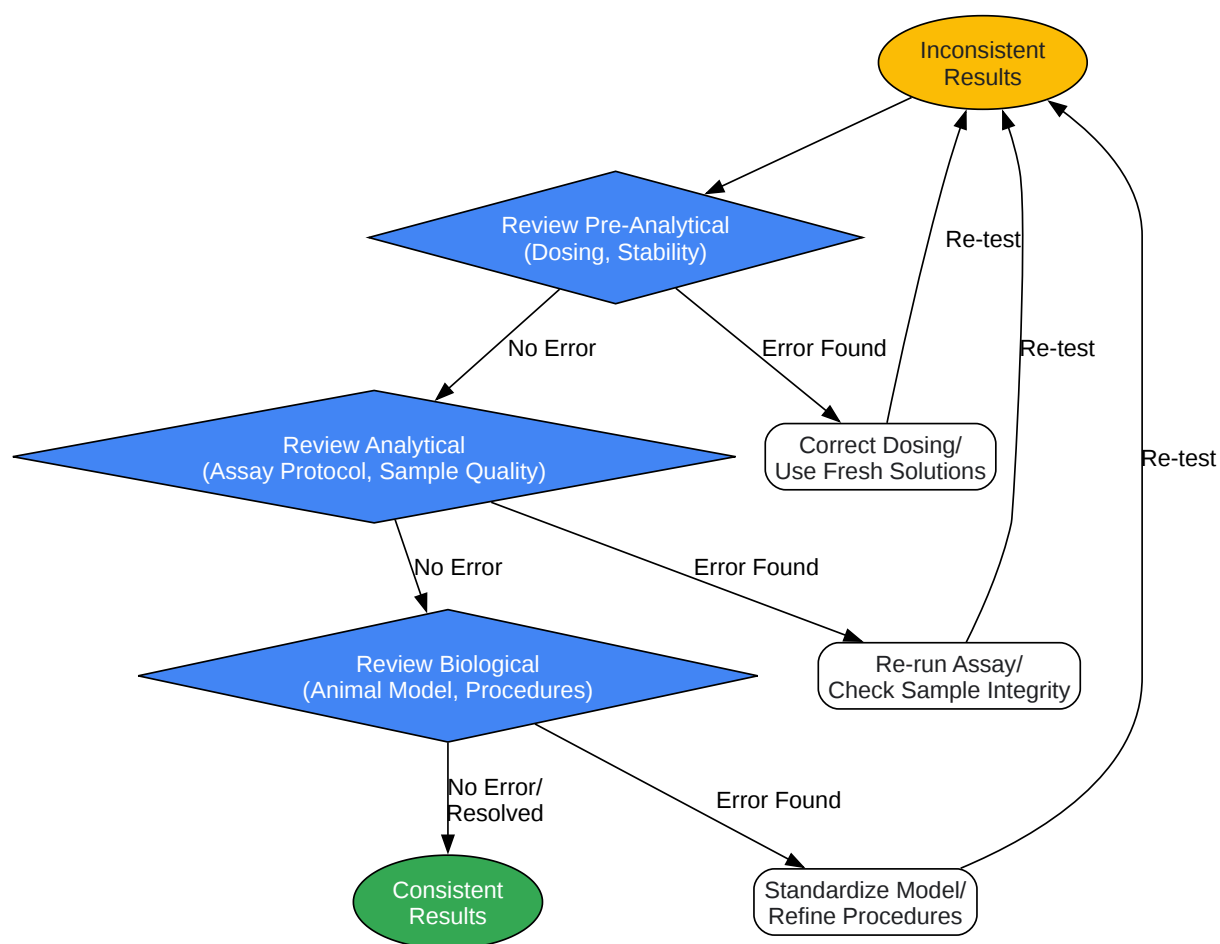 Inconsistent
Results
Review Pre-Analytical
(Dosing, Stability)
Re-test
No Error
Error Found
Re-test
Review Analytical
(Assay Protocol, Sample Quality)
Correct Dosing/
Use Fresh Solutions
Re-test
No Error
Error Found
Review Biological
(Animal Model, Procedures)
Re-run Assay/
Check Sample Integrity
No Error/
Resolved
Error Found
Consistent
Results
Standardize Model/
Refine Procedures